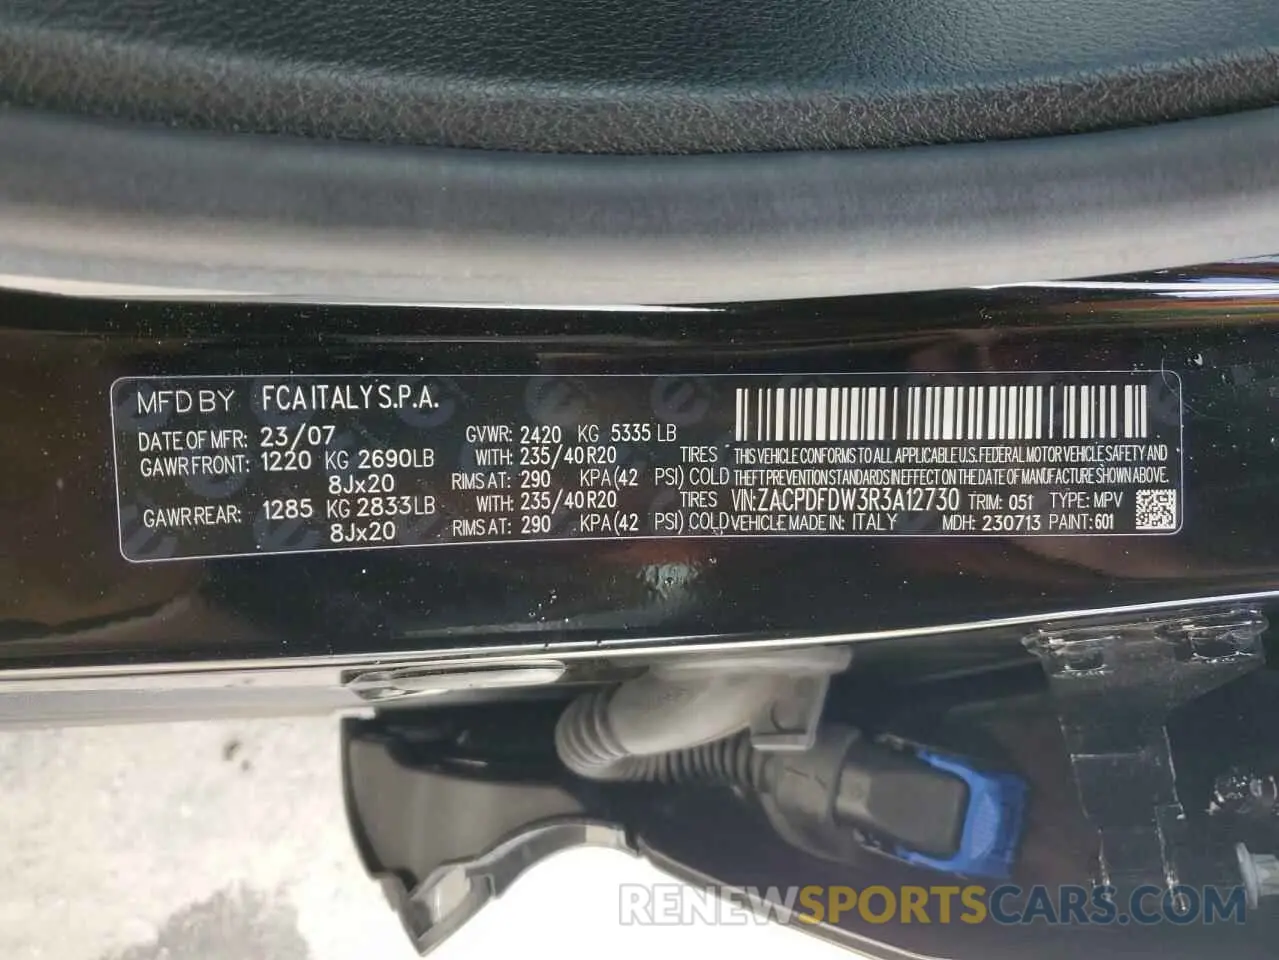 MFD BY FCA ITALY S.P.A.
DATE OF MFR: 23/07 GVWR: 2420 KG 5335 LB
GAWR FRONT: 1220 KG 2690LB WITH: 235/40R20 TIRES
8Jx20 RIMS AT: 290 KPA(42 PSI) COLD
GAWR REAR: 1285 KG 2833LB WITH: 235/40R20 TIRES
8Jx20 RIMS AT: 290 KPA(42 PSI) COLD
THIS VEHICLE CONFORMS TO ALL APPLICABLE U.S. FEDERAL MOTOR VEHICLE SAFETY AND
THEFT PREVENTION STANDARDS IN EFFECT ON THE DATE OF MANUFACTURE SHOWN ABOVE.
VIN: ZACPDFDW3R3A12730 TRIM: 051 TYPE: MPV
VEHICLE MADE IN: ITALY MDH: 230713 PAINT: 601
RENEWSPORTSCARS.COM